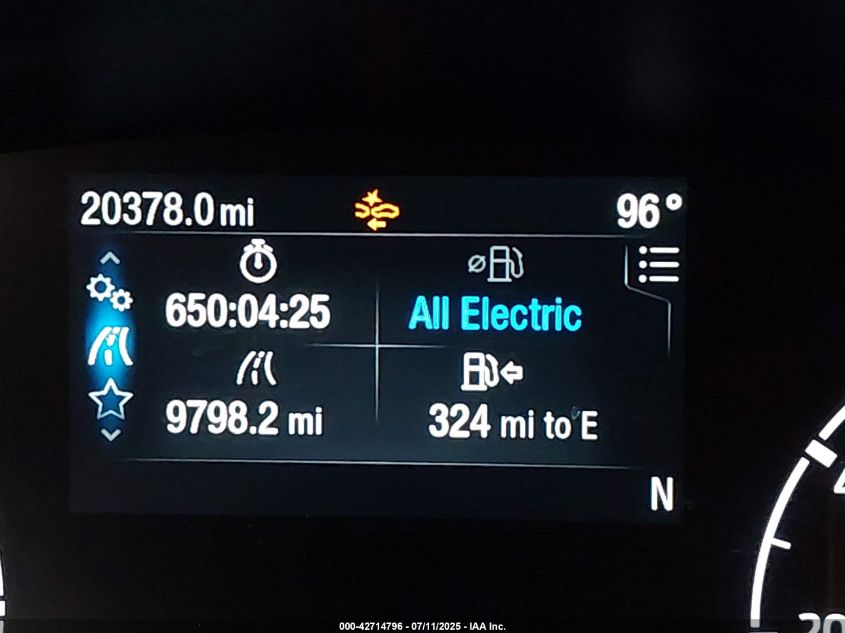 20378.0 mi 96°
650:04:25 All Electric
9798.2 mi 324 mi to E
N
20
000-42714796 - 07/11/2025 - IAA Inc.